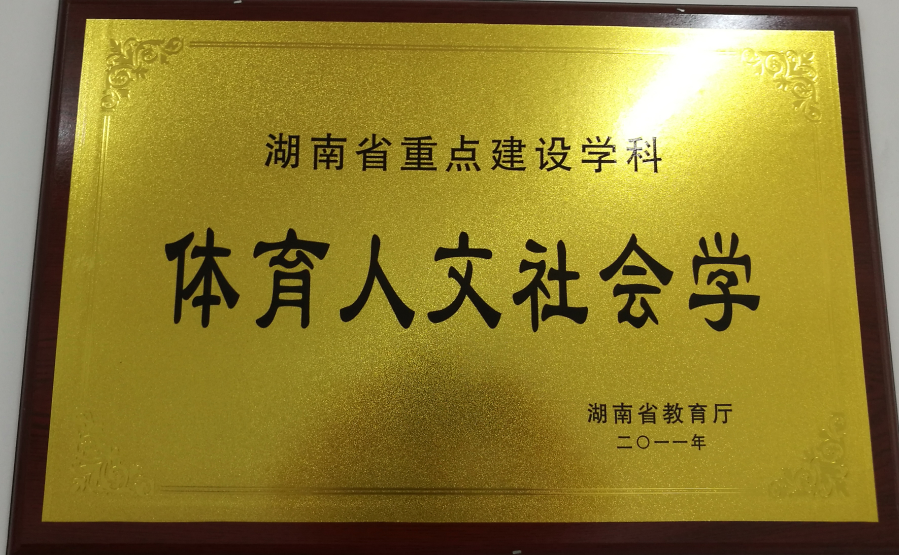 湖南省重点建设学科
体育人文社会学
湖南省教育厅
二〇一一年